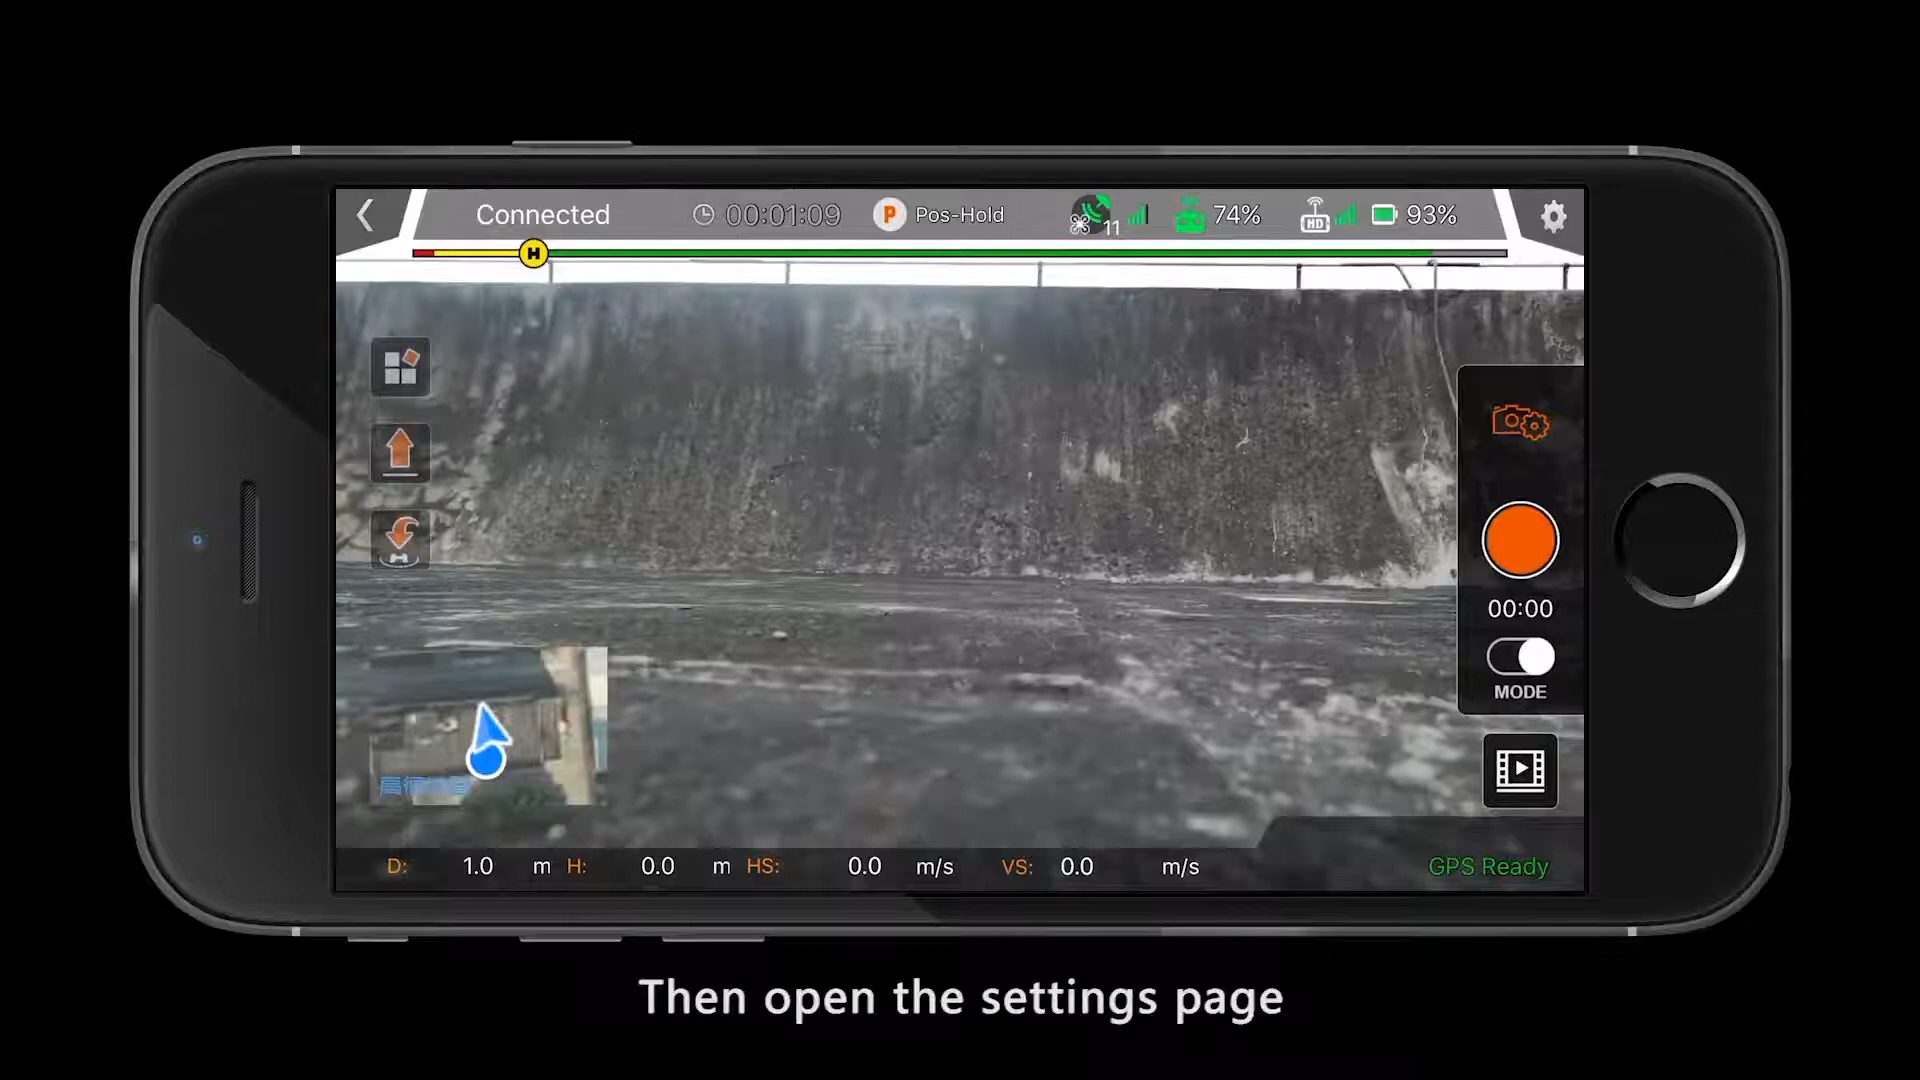 Connected
00:01:09
P Pos-Hold
11
74%
HD
93%
H
00:00
MODE
D: 1.0 m H: 0.0 m HS: 0.0 m/s VS: 0.0 m/s
GPS Ready
Then open the settings page